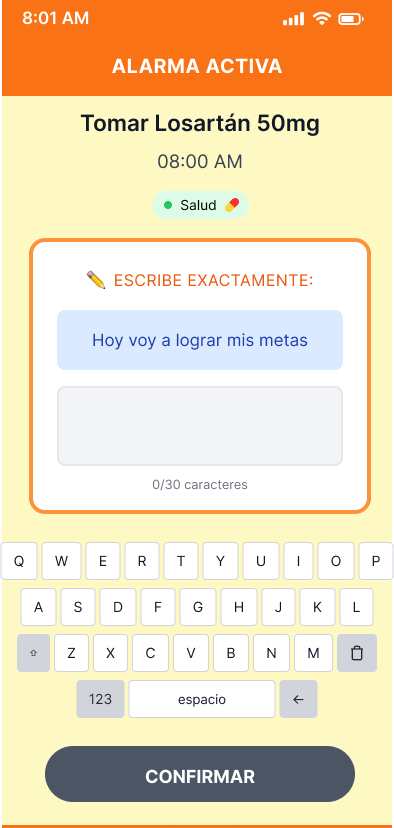 8:01 AM
ALARMA ACTIVA
Tomar Losartán 50mg
08:00 AM
Salud
ESCRIBE EXACTAMENTE:
Hoy voy a lograr mis metas
0/30 caracteres
Q W E R T Y U I O P
A S D F G H J K L
⇧ Z X C V B N M
123 espacio ←
CONFIRMAR